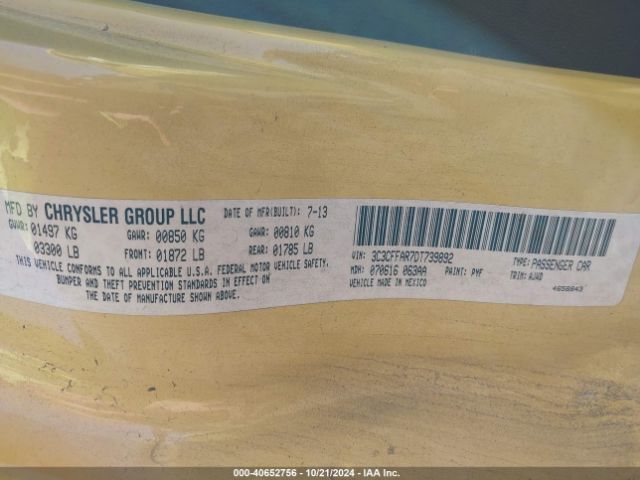 MFD BY CHRYSLER GROUP LLC DATE OF MFR(BUILT): 7-13
GVWR: 01497 KG GAWR: 00850 KG GAWR: 00810 KG
03300 LB FRONT: 01872 LB REAR: 01785 LB
THIS VEHICLE CONFORMS TO ALL APPLICABLE U.S.A. FEDERAL MOTOR VEHICLE SAFETY,
BUMPER AND THEFT PREVENTION STANDARDS IN EFFECT ON
THE DATE OF MANUFACTURE SHOWN ABOVE.
VIN: 3C3CFFAR7DT739892 TYPE: PASSENGER CAR
MDH: 070616 063AA PAINT: PYF TRIM: AJA0
VEHICLE MADE IN MEXICO 4658843
000-40652756 | 10/21/2024 | IAA Inc.